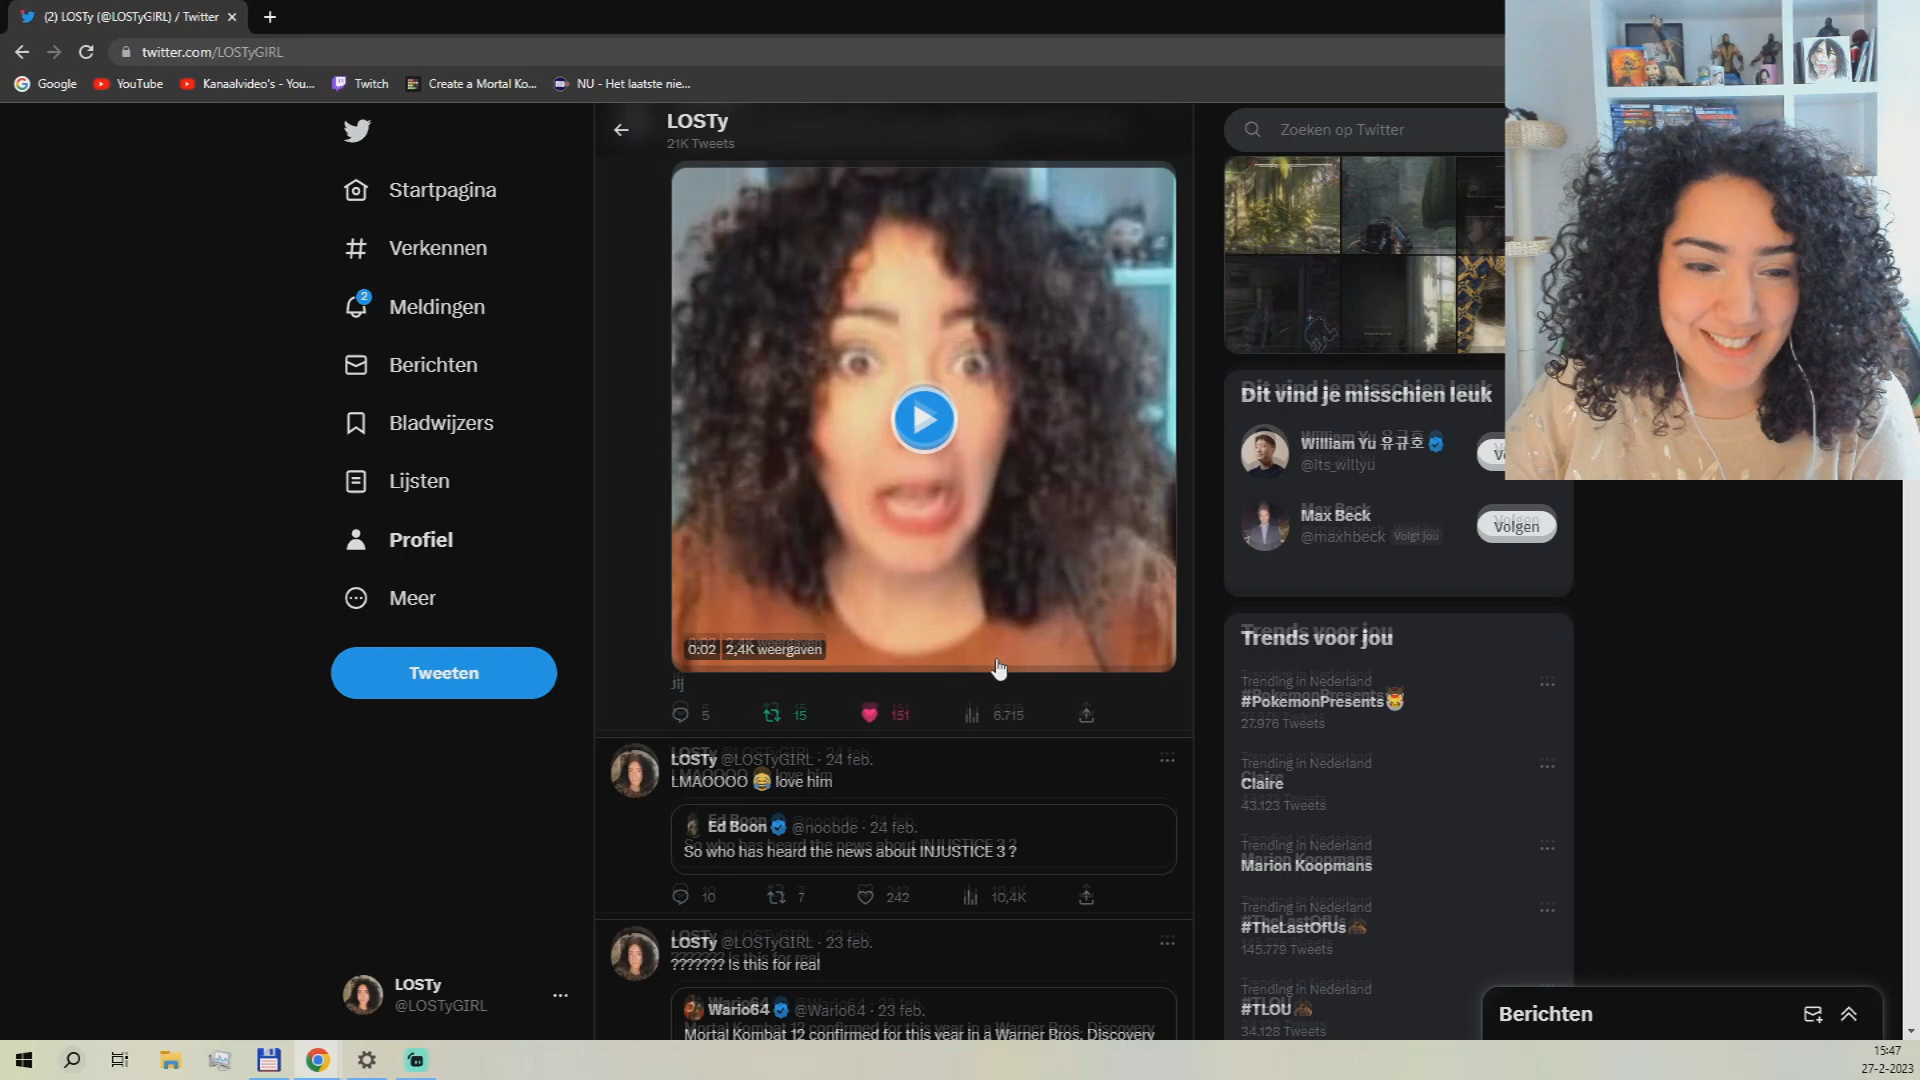 (2) LOSTy (@LOSTyGIRL) / Twitter
twitter.com/LOSTyGIRL
Google
YouTube
Kanaalvideo's - You...
Twitch
Create a Mortal Ko...
NU - Het laatste nie...
Startpagina
Verkennen
2
Meldingen
Berichten
Bladwijzers
Lijsten
Profiel
Meer
Tweeten
LOSTy
@LOSTyGIRL
LOSTy
21K Tweets
0:02 2,4K weergaven
Jij
5 15 151 6.715
LOSTy @LOSTyGIRL · 24 feb.
LMAOOOO 😂 love him
Ed Boon @noobde · 24 feb.
So who has heard the news about INJUSTICE 3 ?
10 7 242 10,4K
LOSTy @LOSTyGIRL · 23 feb.
??????? Is this for real
Wario64 @Wario64 · 23 feb.
Mortal Kombat 12 confirmed for this year in a Warner Bros. Discovery
Zoeken op Twitter
Dit vind je misschien leuk
William Yu 유규호
@its_willyu
Max Beck
@maxhbeck Volgt jou
Volgen
Trends voor jou
Trending in Nederland
#PokemonPresents
27.976 Tweets
Trending in Nederland
Claire
43.123 Tweets
Trending in Nederland
Marion Koopmans
Trending in Nederland
#TheLastOfUs
145.779 Tweets
Trending in Nederland
#TLOU
34.128 Tweets
Berichten
15:47
27-2-2023